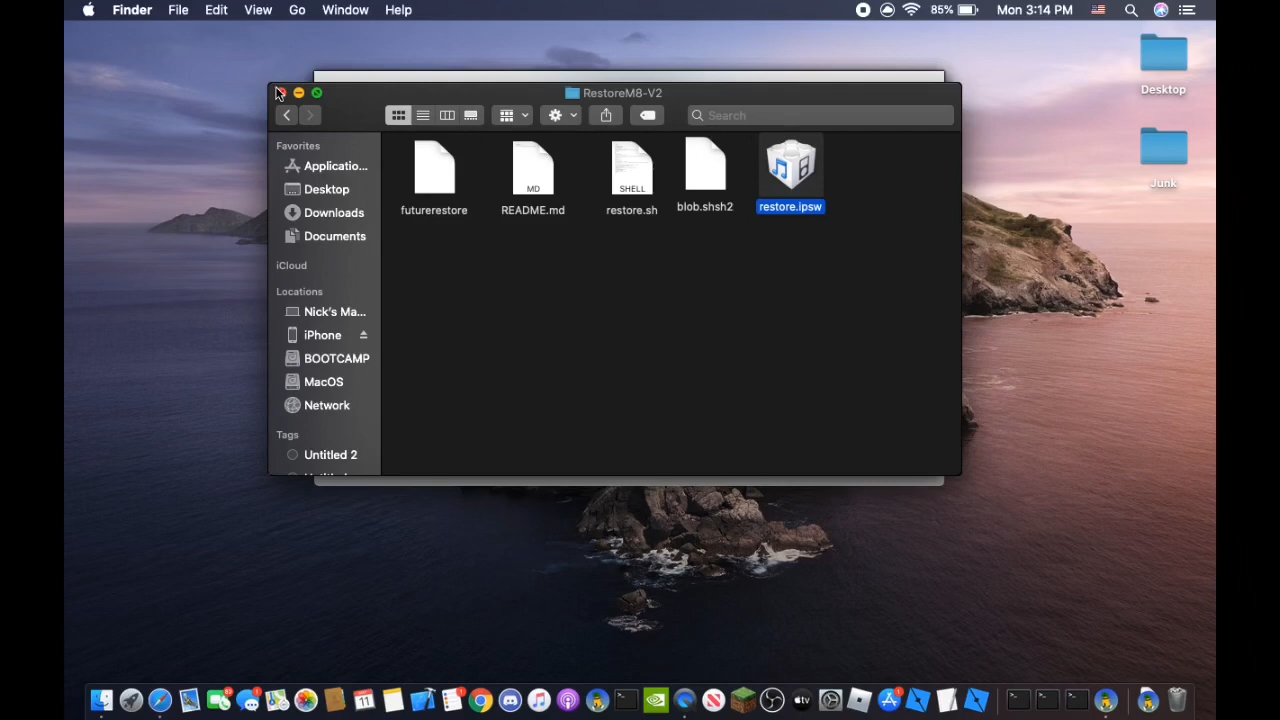 Finder File Edit View Go Window Help 85% Mon 3:14 PM
RestoreM8-V2
Search
Favorites
Applicatio...
Desktop
Downloads
Documents
iCloud
Locations
Nick's Ma...
iPhone
BOOTCAMP
MacOS
Network
Tags
Untitled 2
MD
SHELL
futurerestore
README.md
restore.sh
blob.shsh2
restore.ipsw
Desktop
Junk
tv